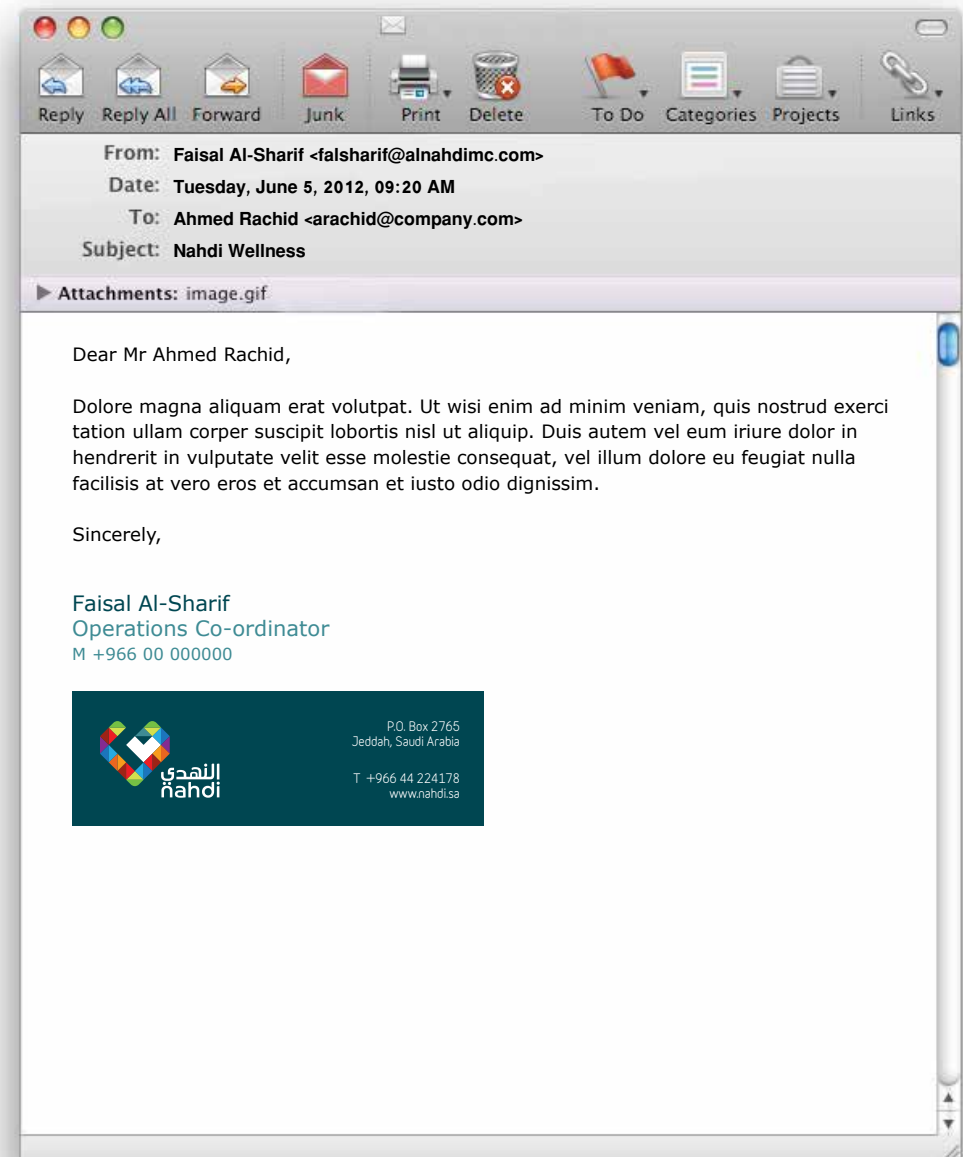 Reply Reply All Forward Junk Print Delete To Do Categories Projects Links
From: Faisal Al-Sharif <falsharif@alnahdimc.com>
Date: Tuesday, June 5, 2012, 09:20 AM
To: Ahmed Rachid <arachid@company.com>
Subject: Nahdi Wellness
Attachments: image.gif
Dear Mr Ahmed Rachid,
Dolore magna aliquam erat volutpat. Ut wisi enim ad minim veniam, quis nostrud exerci
tation ullam corper suscipit lobortis nisl ut aliquip. Duis autem vel eum iriure dolor in
hendrerit in vulputate velit esse molestie consequat, vel illum dolore eu feugiat nulla
facilisis at vero eros et accumsan et iusto odio dignissim.
Sincerely,
Faisal Al-Sharif
Operations Co-ordinator
M +966 00 000000
النهدي
nahdi
P.O. Box 2765
Jeddah, Saudi Arabia
T +966 44 224178
www.nahdi.sa